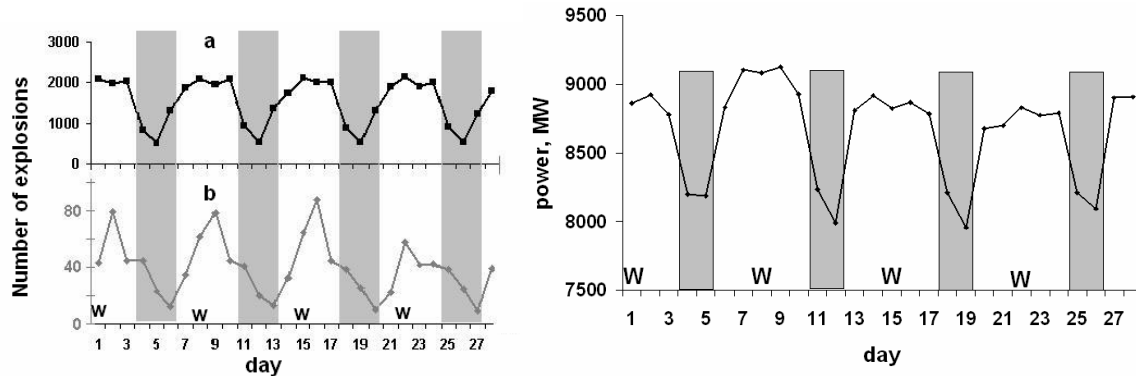 Number of explosions
a
3000
2000
1000
0
b
80
40
0
W W W W
1 3 5 7 9 11 13 15 17 19 21 23 25 27
day
power, MW
9500
9000
8500
8000
7500
W W W W
1 3 5 7 9 11 13 15 17 19 21 23 25 27
day